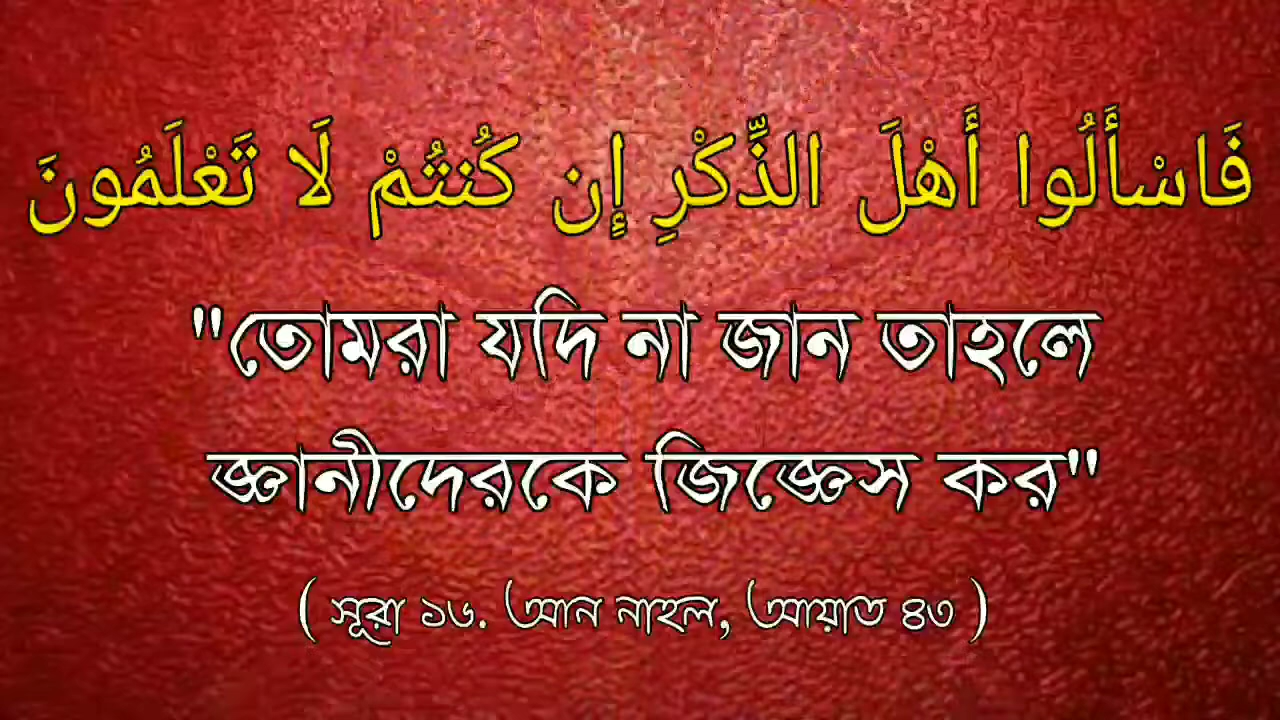 فَاسْأَلُوا أَهْلَ الذِّكْرِ إِن كُنتُمْ لَا تَعْلَمُونَ
"তোমরা যদি না জান তাহলে
জ্ঞানীদেরকে জিজ্ঞেস কর"
( সূরা ১৬. আন নাহল, আয়াত ৪৩ )